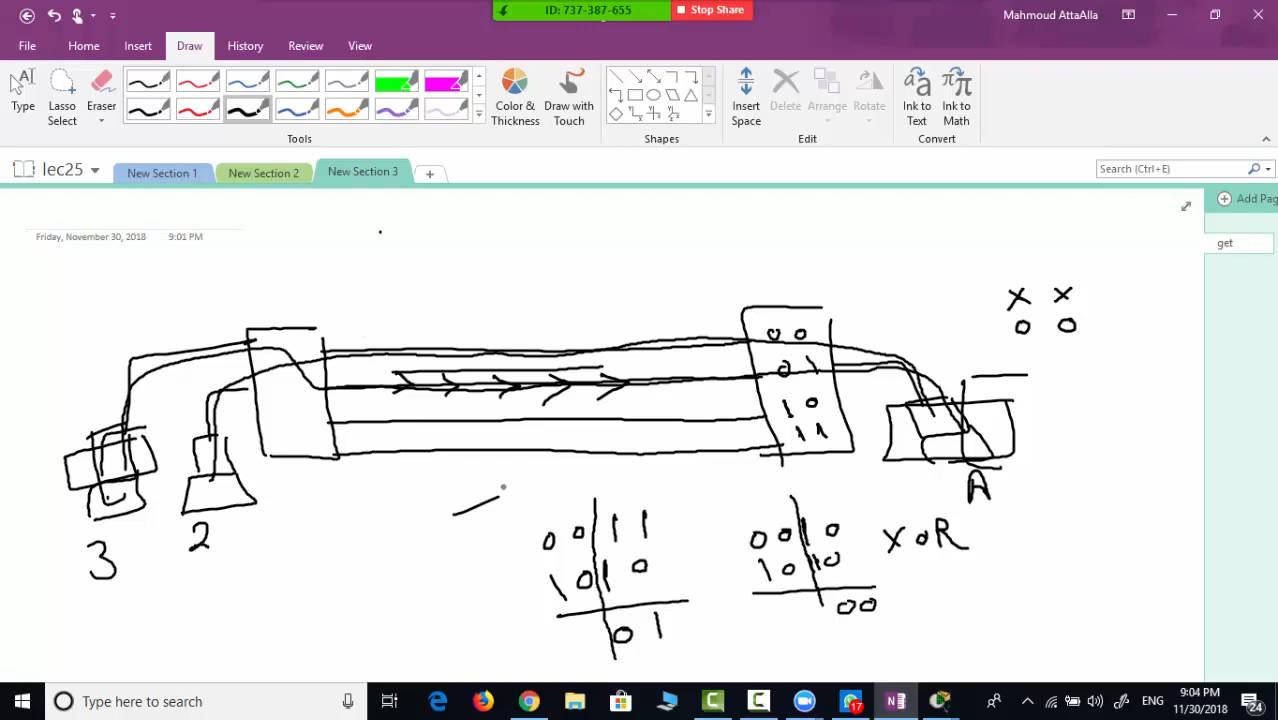 ID: 737-387-655
Stop Share
Mahmoud AttaAlla
File Home Insert Draw History Review View
Type
Lasso Select
Eraser
Color & Thickness
Draw with Touch
Insert Space
Delete
Arrange
Rotate
Ink to Text
Ink to Math
Tools
Shapes
Edit
Convert
lec25
New Section 1
New Section 2
New Section 3
Search (Ctrl+E)
Add Pag
get
Friday, November 30, 2018 9:01 PM
X X
0 0
0 0
0 1
1 0
1 1
A
3
2
0 0 1 1
1 0 1 0
0 1
0 0 1 0
1 0 1 0
0 0
XOR
Type here to search
17
ENG
9:04 PM
11/30/2018
24